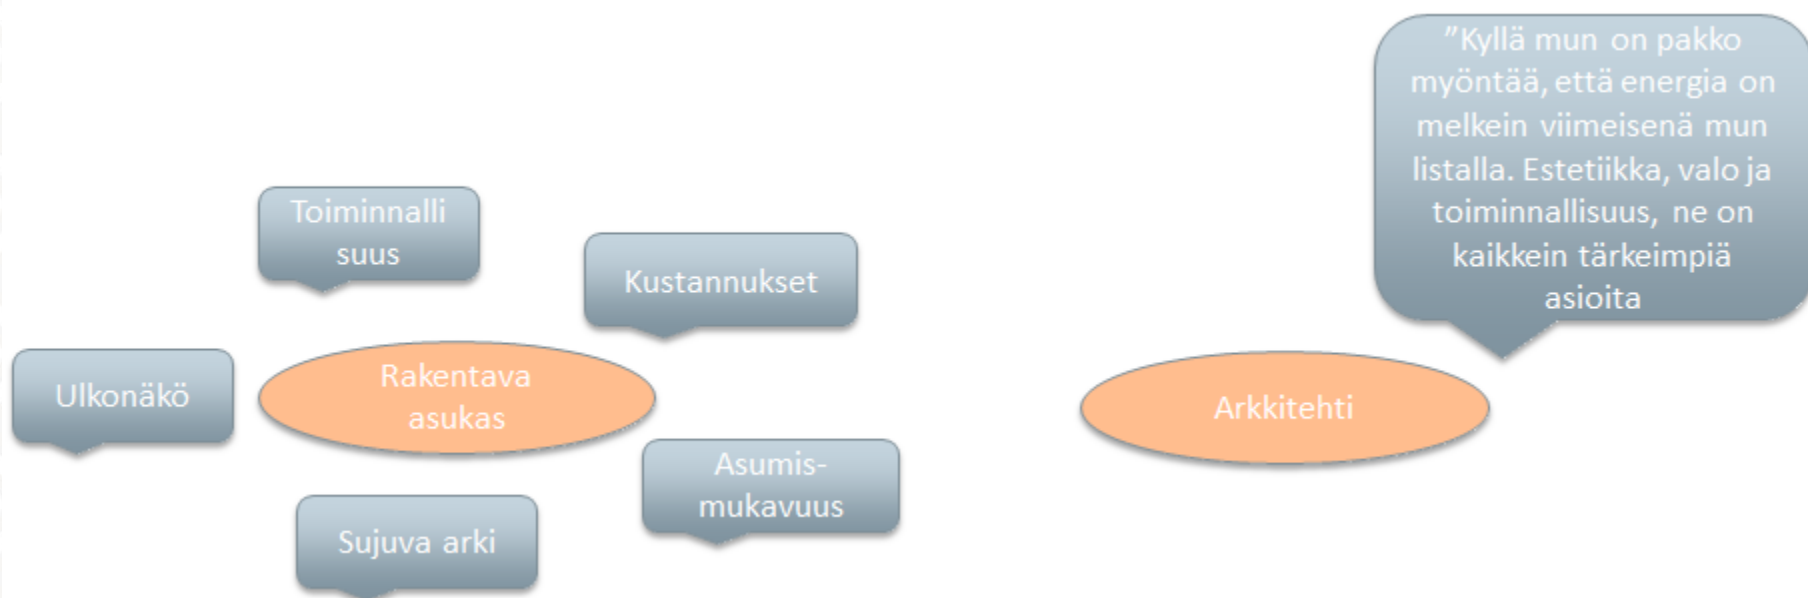 ”Kyllä mun on pakko
myöntää, että energia on
melkein viimeisenä mun
listalla. Estetiikka, valo ja
toiminnallisuus, ne on
kaikkein tärkeimpiä
asioita
Toiminnalli
suus
Kustannukset
Ulkonäkö
Rakentava
asukas
Arkkitehti
Asumis-
mukavuus
Sujuva arki